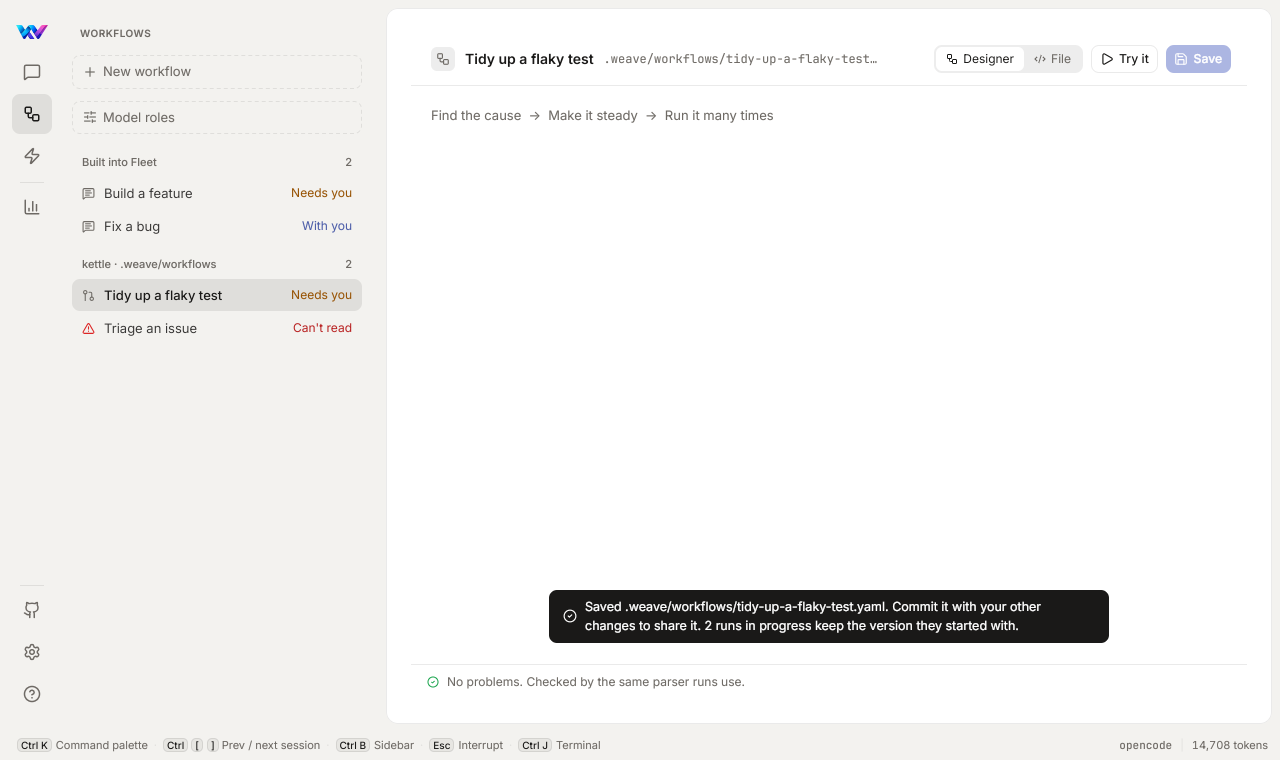 WORKFLOWS
New workflow
Model roles
Built into Fleet 2
Build a feature Needs you
Fix a bug With you
kettle · .weave/workflows 2
Tidy up a flaky test Needs you
Triage an issue Can't read
Tidy up a flaky test .weave/workflows/tidy-up-a-flaky-test… Designer File Try it Save
Find the cause → Make it steady → Run it many times
Saved .weave/workflows/tidy-up-a-flaky-test.yaml. Commit it with your other
changes to share it. 2 runs in progress keep the version they started with.
No problems. Checked by the same parser runs use.
Ctrl K Command palette Ctrl [ ] Prev / next session Ctrl B Sidebar Esc Interrupt Ctrl J Terminal opencode 14,708 tokens